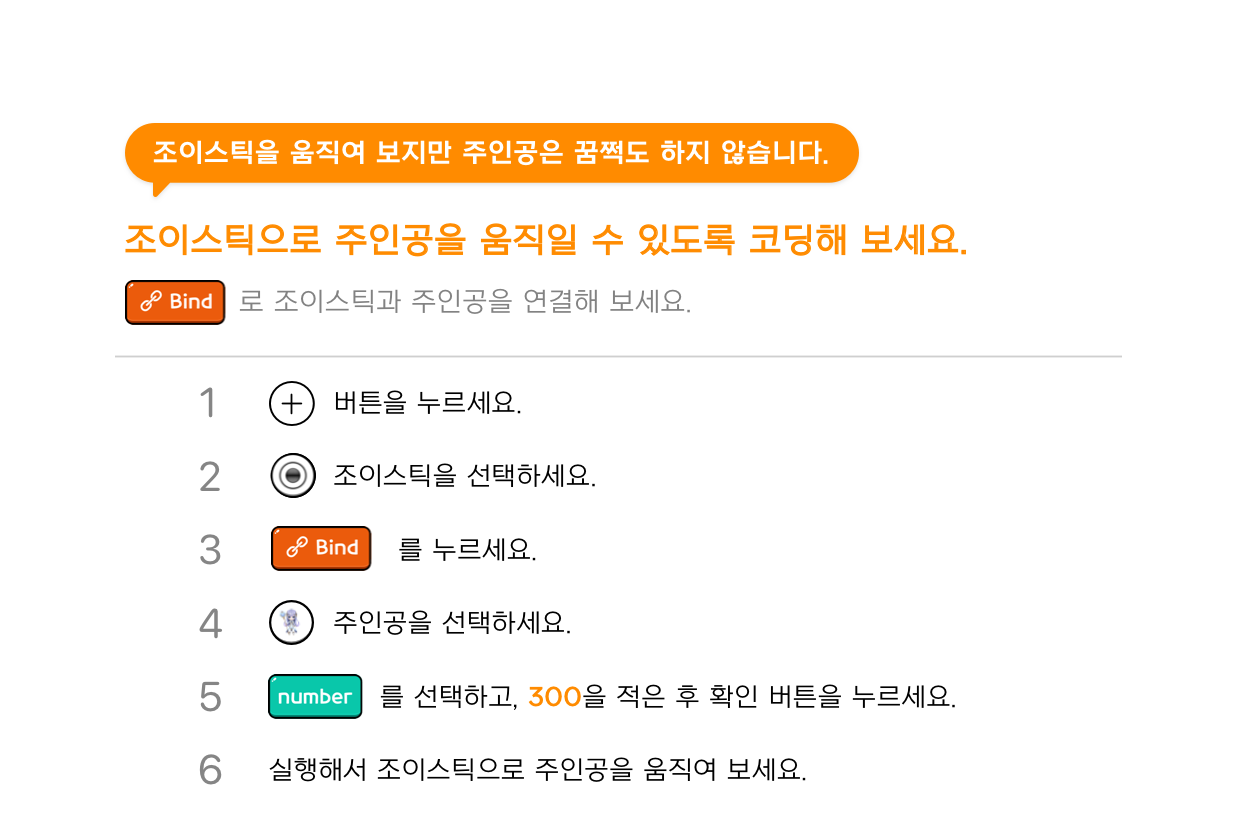 조이스틱을 움직여 보지만 주인공은 꿈쩍도 하지 않습니다.
조이스틱으로 주인공을 움직일 수 있도록 코딩해 보세요.
Bind 로 조이스틱과 주인공을 연결해 보세요.
1 버튼을 누르세요.
2 조이스틱을 선택하세요.
3 Bind 를 누르세요.
4 주인공을 선택하세요.
5 number 를 선택하고, 300을 적은 후 확인 버튼을 누르세요.
6 실행해서 조이스틱으로 주인공을 움직여 보세요.